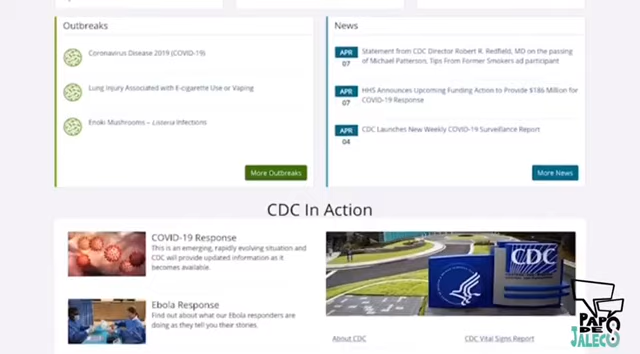 Outbreaks
Coronavirus Disease 2019 (COVID-19)
Lung Injury Associated with E-cigarette Use or Vaping
Enoki Mushrooms – Listeria Infections
More Outbreaks
News
APR
07
Statement from CDC Director Robert R. Redfield, MD on the passing
of Michael Patterson, Tips From Former Smokers ad participant
APR
07
HHS Announces Upcoming Funding Action to Provide $186 Million for
COVID-19 Response
APR
04
CDC Launches New Weekly COVID-19 Surveillance Report
More News
CDC In Action
COVID-19 Response
This is an emerging, rapidly evolving situation and
CDC will provide updated information as it
becomes available.
Ebola Response
Find out about what our Ebola responders are
doing as they tell you their stories.
CDC
About CDC
CDC Vital Signs Report
PAPO
DE
JALECO